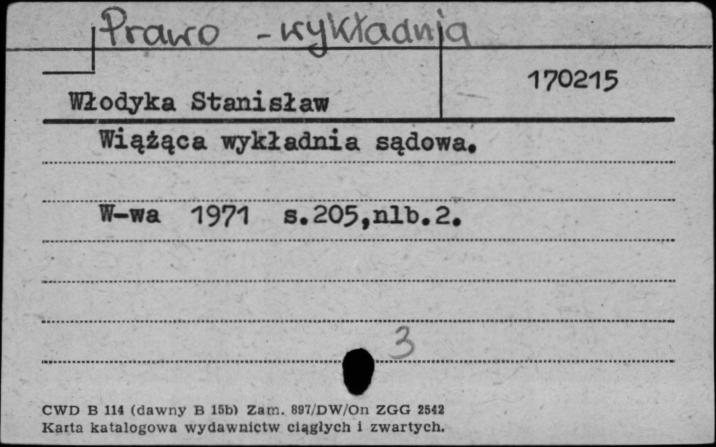 Prawo - wykładnia
170215
Włodyka Stanisław
Wiążąca wykładnia sądowa.
W-wa 1971 s.205,nlb.2.
3
CWD B 114 (dawny B 15b) Zam. 897/DW/On ZGG 2542
Karta katalogowa wydawnictw ciągłych i zwartych.